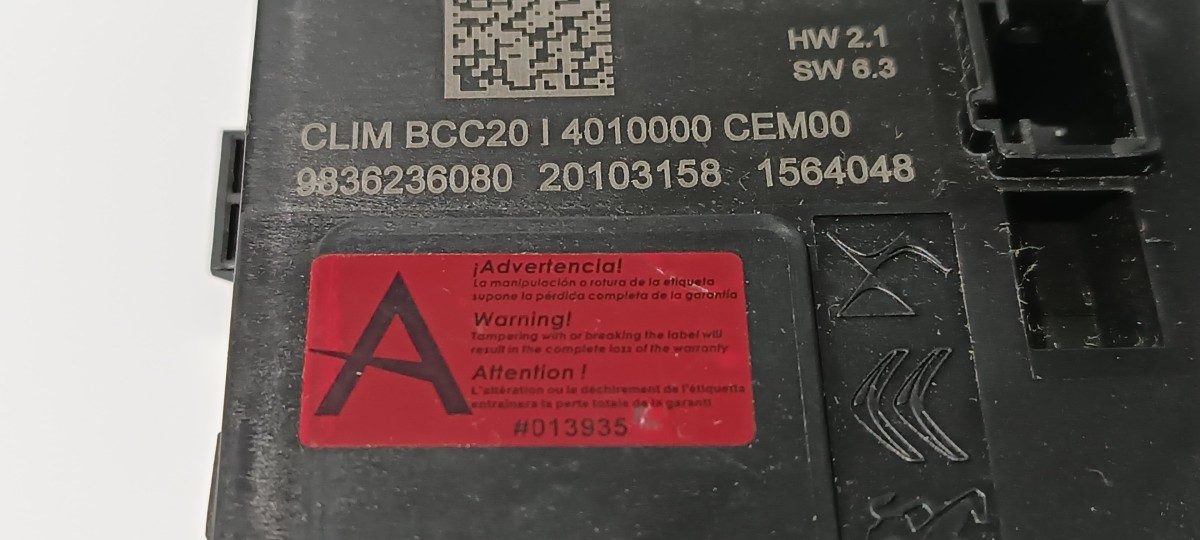 HW 2.1
SW 6.3
CLIM BCC20 I 4010000 CEM00
9836236080 20103158 1564048
¡Advertencia!
La manipulación o rotura de la etiqueta
supone la pérdida completa de la garantía
Warning!
Tampering with or breaking the label will
result in the complete loss of the warranty
Attention !
L'altération ou le déchirement de l'étiqueta
entraînara la perte totale de la garanti
#013935